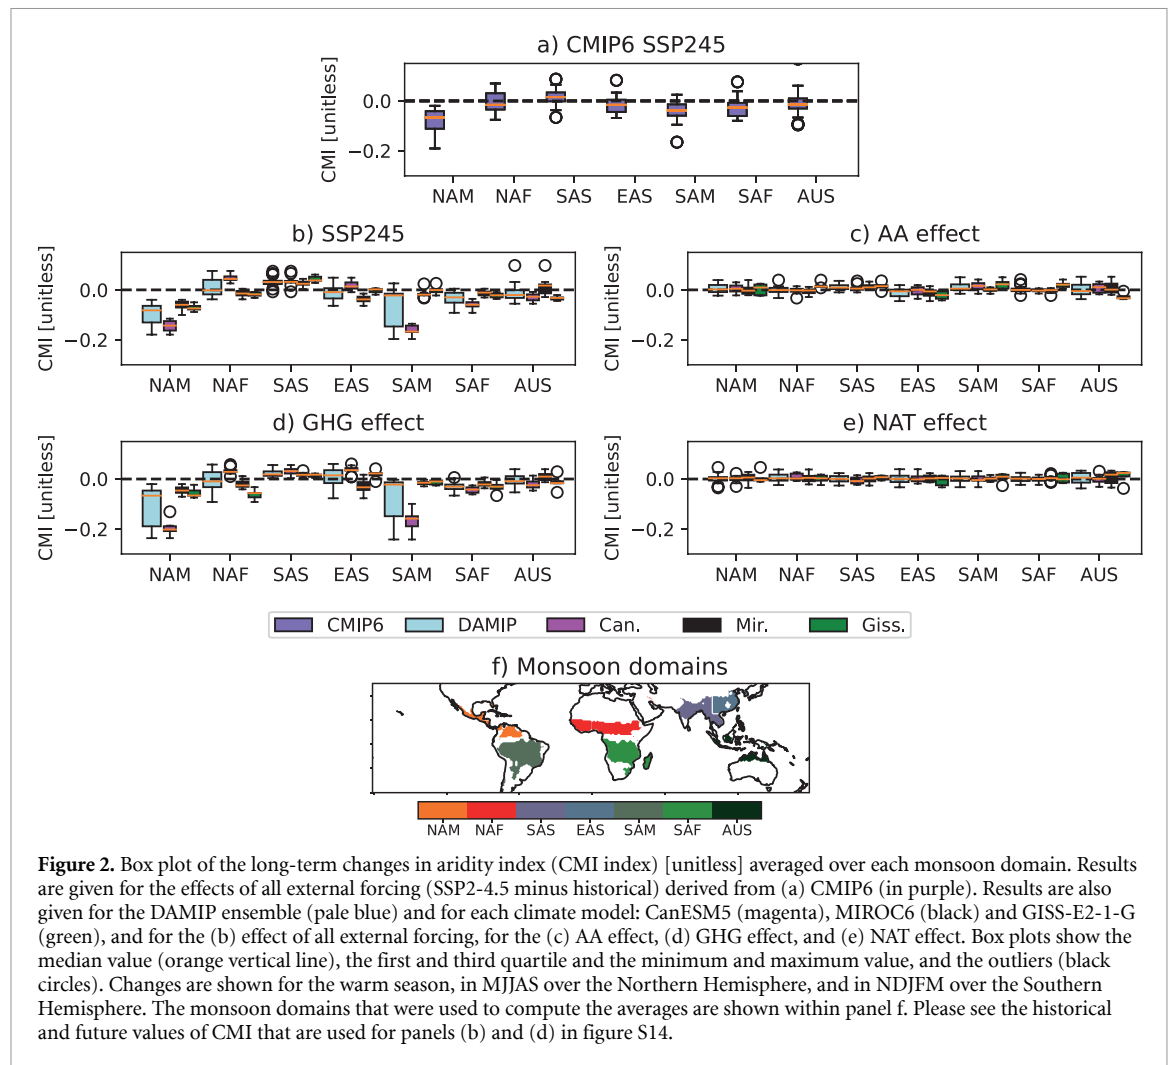 a) CMIP6 SSP245
CMI [unitless]
0.0
−0.2
NAM NAF SAS EAS SAM SAF AUS
b) SSP245
CMI [unitless]
0.0
−0.2
NAM NAF SAS EAS SAM SAF AUS
c) AA effect
CMI [unitless]
0.0
−0.2
NAM NAF SAS EAS SAM SAF AUS
d) GHG effect
CMI [unitless]
0.0
−0.2
NAM NAF SAS EAS SAM SAF AUS
e) NAT effect
CMI [unitless]
0.0
−0.2
NAM NAF SAS EAS SAM SAF AUS
CMIP6 DAMIP Can. Mir. Giss.
f) Monsoon domains
NAM NAF SAS EAS SAM SAF AUS
Figure 2. Box plot of the long-term changes in aridity index (CMI index) [unitless] averaged over each monsoon domain. Results
are given for the effects of all external forcing (SSP2-4.5 minus historical) derived from (a) CMIP6 (in purple). Results are also
given for the DAMIP ensemble (pale blue) and for each climate model: CanESM5 (magenta), MIROC6 (black) and GISS-E2-1-G
(green), and for the (b) effect of all external forcing, for the (c) AA effect, (d) GHG effect, and (e) NAT effect. Box plots show the
median value (orange vertical line), the first and third quartile and the minimum and maximum value, and the outliers (black
circles). Changes are shown for the warm season, in MJJAS over the Northern Hemisphere, and in NDJFM over the Southern
Hemisphere. The monsoon domains that were used to compute the averages are shown within panel f. Please see the historical
and future values of CMI that are used for panels (b) and (d) in figure S14.